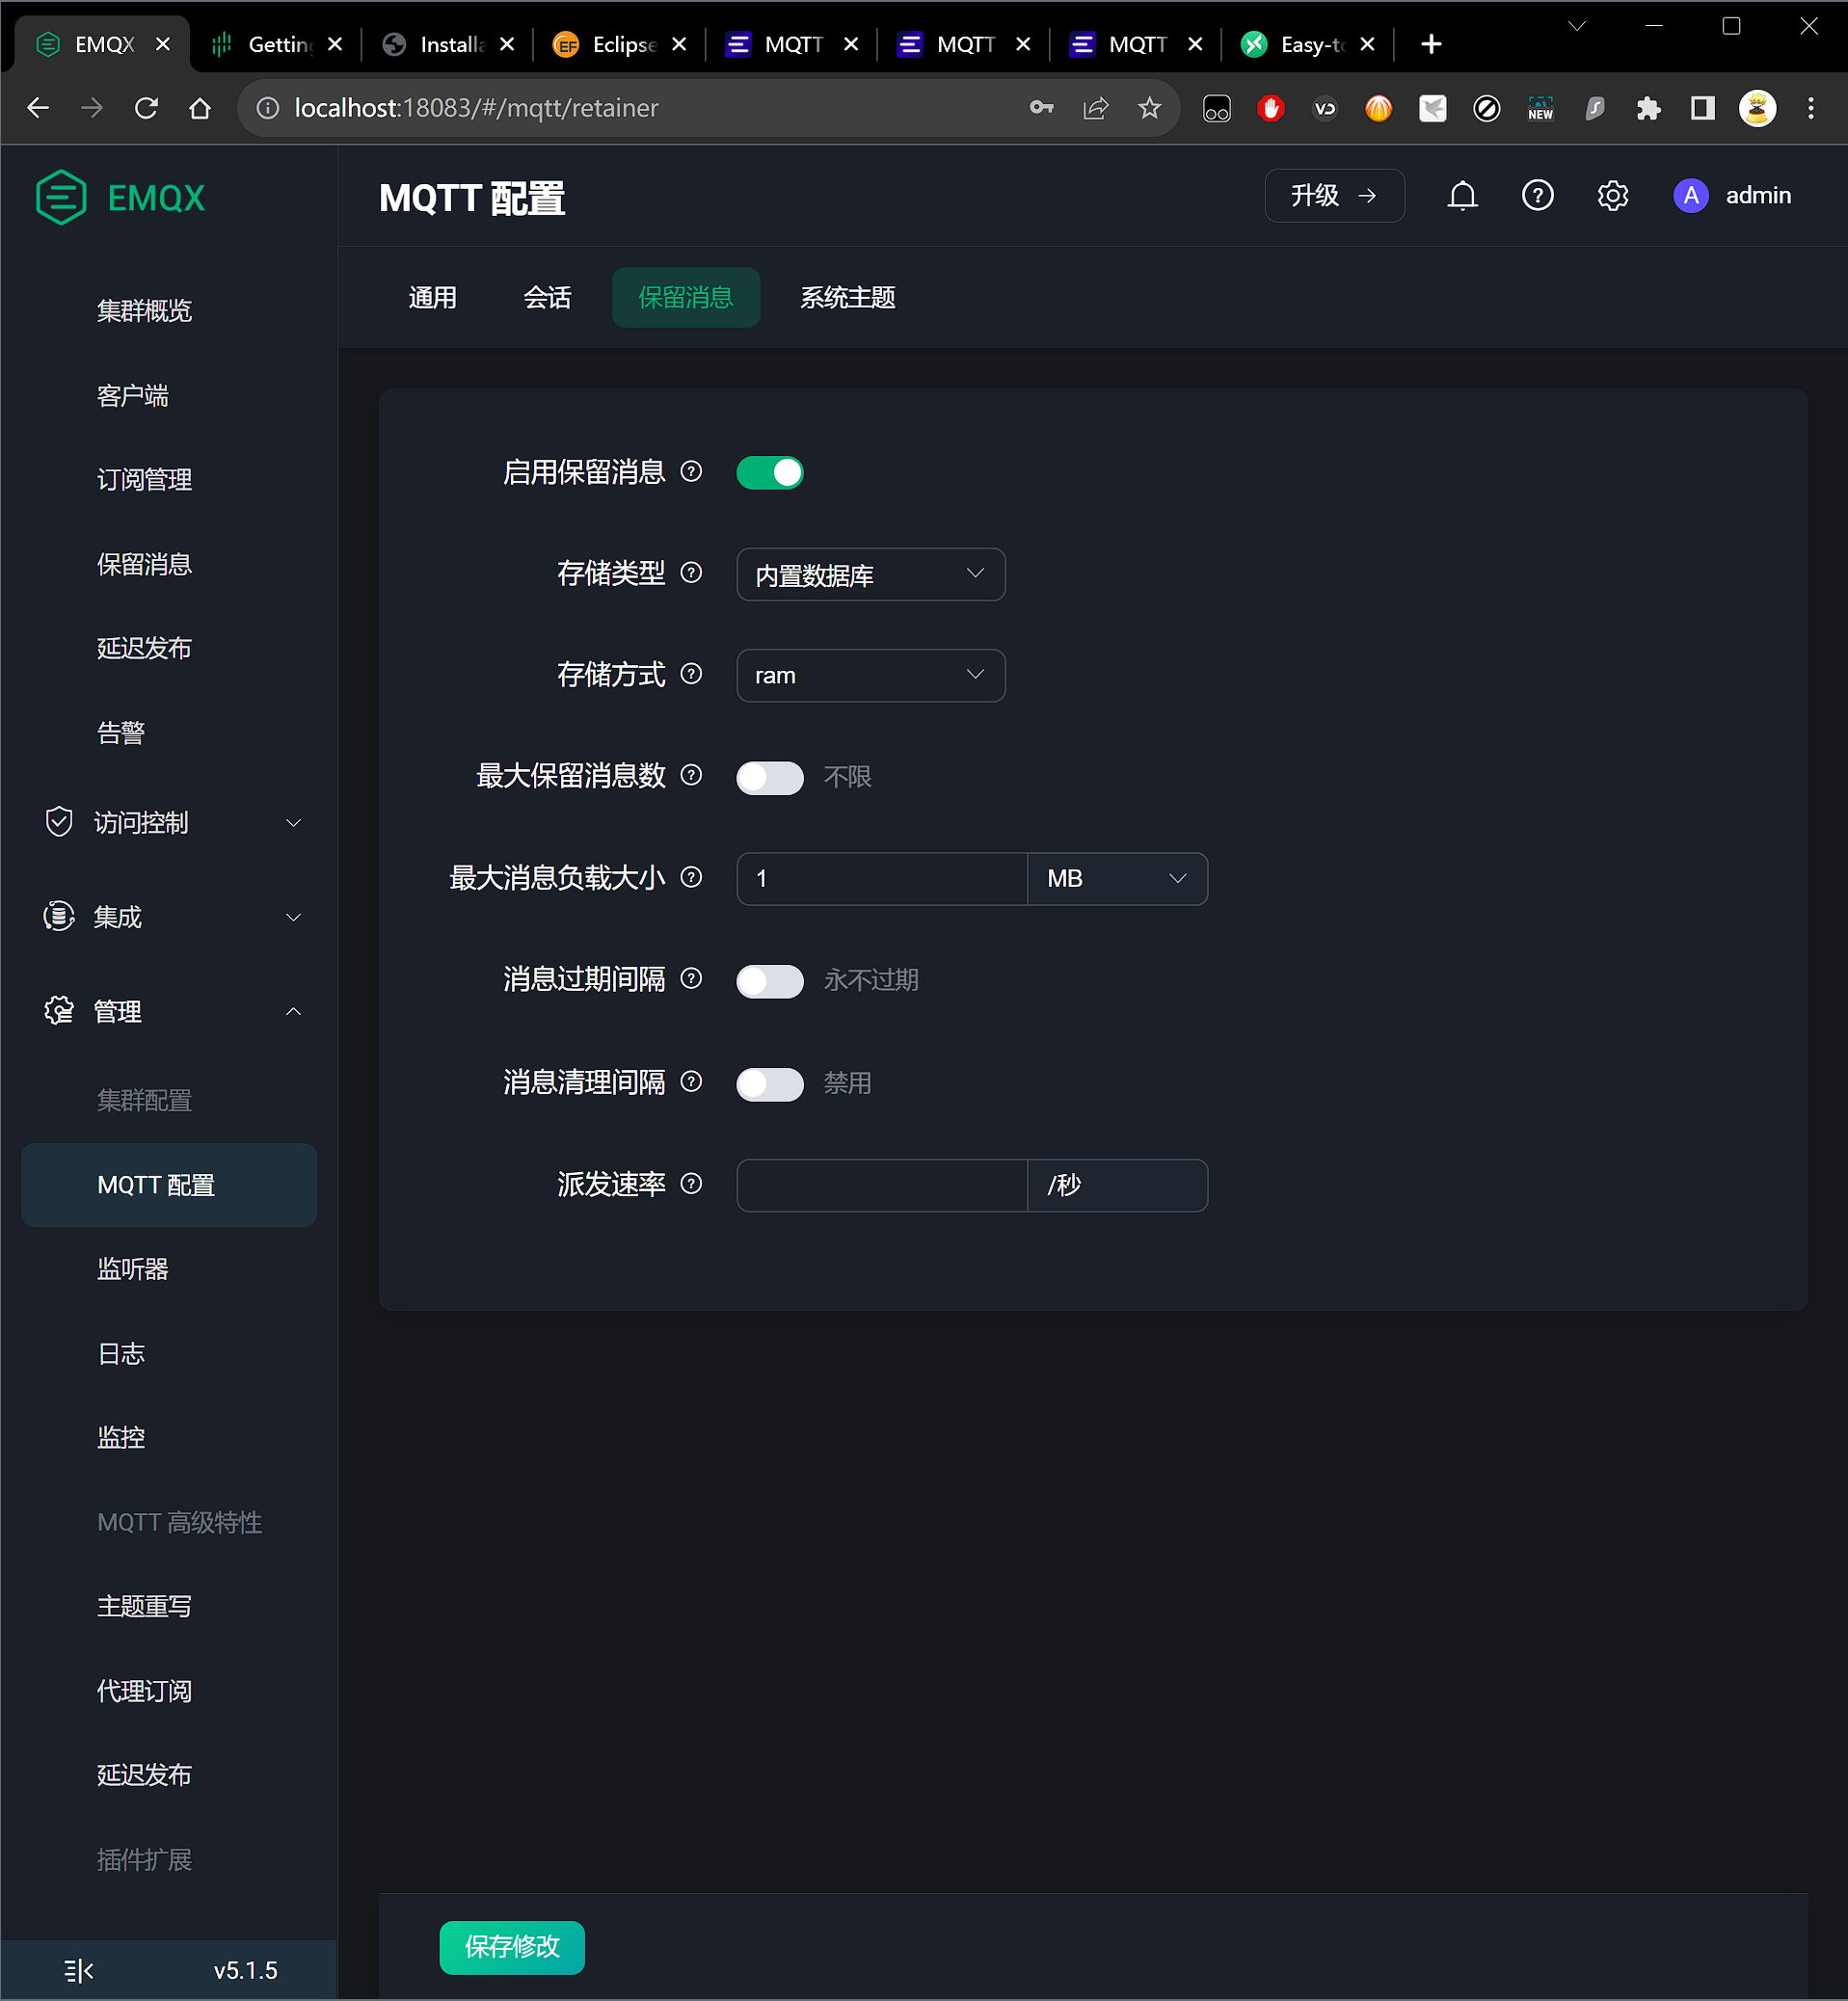 EMQX
Getting
Installa
Eclipse
MQTT
MQTT
MQTT
Easy-to
localhost:18083/#/mqtt/retainer
NEW
EMQX
MQTT 配置
升级 →
A admin
通用
会话
保留消息
系统主题
集群概览
客户端
订阅管理
保留消息
延迟发布
告警
访问控制
集成
管理
集群配置
MQTT 配置
监听器
日志
监控
MQTT 高级特性
主题重写
代理订阅
延迟发布
插件扩展
v5.1.5
启用保留消息
存储类型 内置数据库
存储方式 ram
最大保留消息数 不限
最大消息负载大小 1 MB
消息过期间隔 永不过期
消息清理间隔 禁用
派发速率 /秒
保存修改